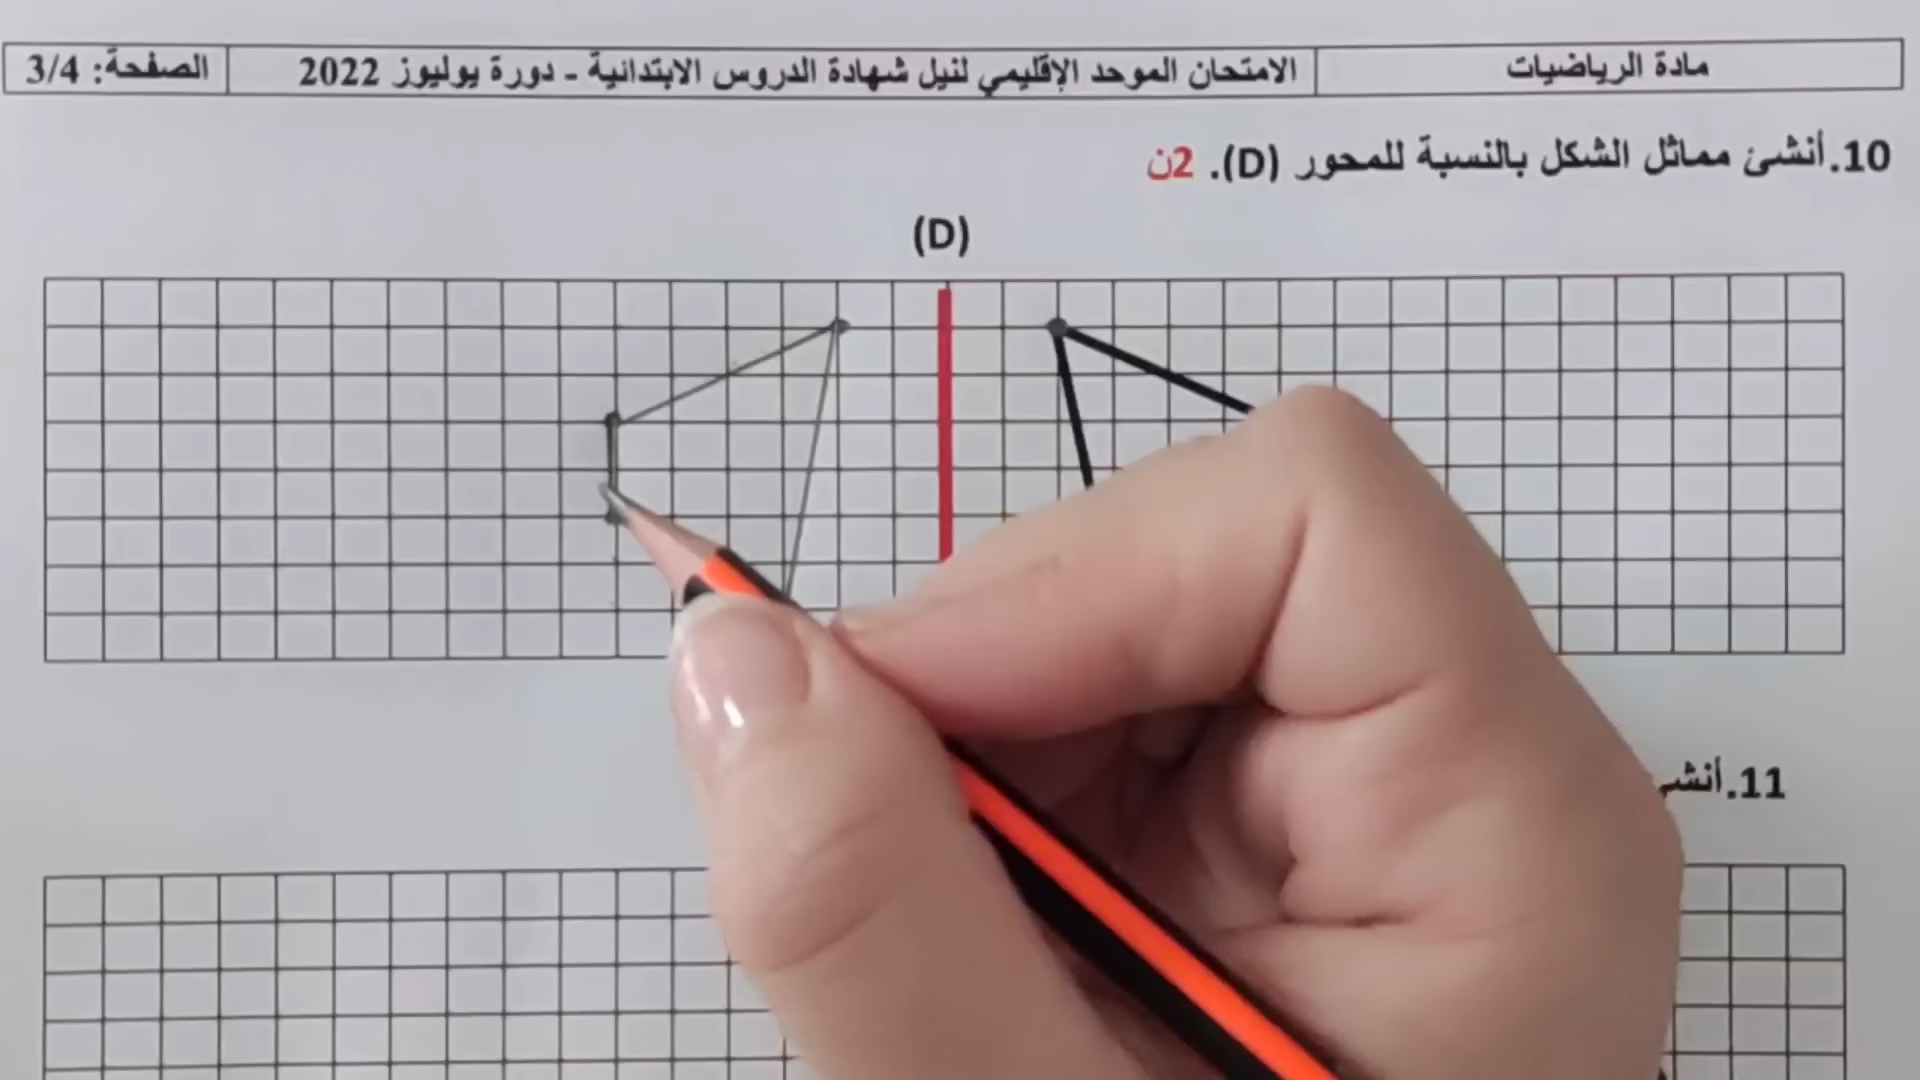 مادة الرياضيات
الامتحان الموحد الإقليمي لنيل شهادة الدروس الابتدائية - دورة يوليوز 2022
الصفحة: 3/4
10.أنشئ مماثل الشكل بالنسبة للمحور (D). 2ن
(D)
11.أنشئ